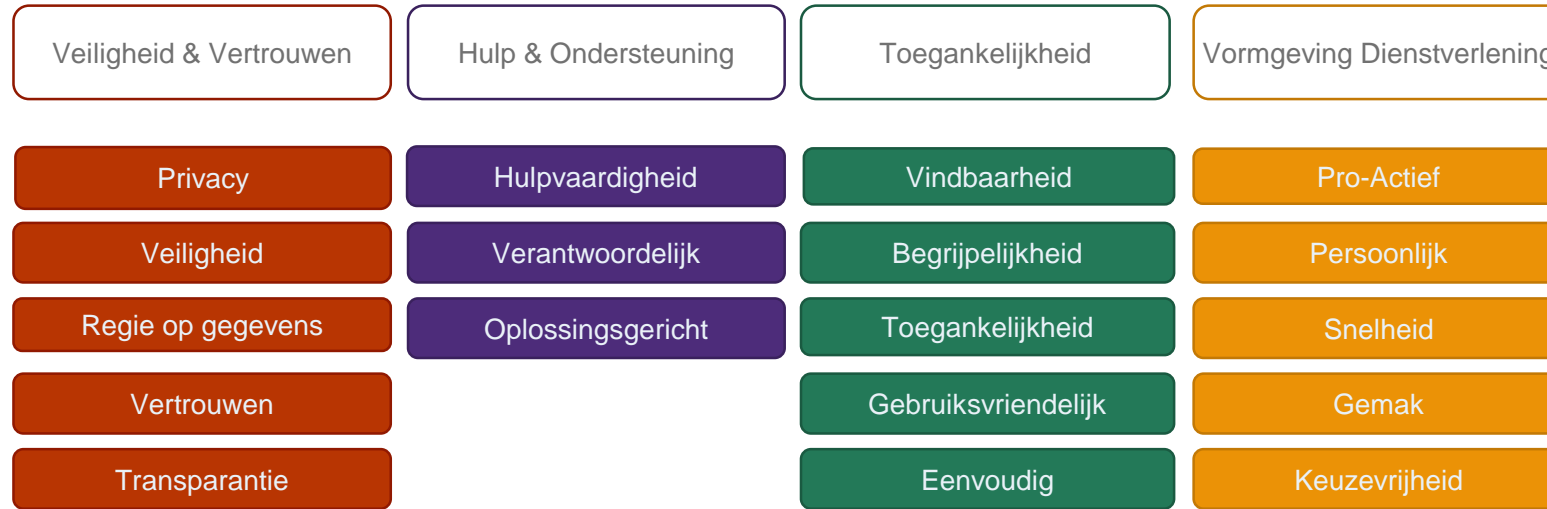 Veiligheid & Vertrouwen
Hulp & Ondersteuning
Toegankelijkheid
Vormgeving Dienstverlening
Privacy
Hulpvaardigheid
Vindbaarheid
Pro-Actief
Veiligheid
Verantwoordelijk
Begrijpelijkheid
Persoonlijk
Regie op gegevens
Oplossingsgericht
Toegankelijkheid
Snelheid
Vertrouwen
Gebruiksvriendelijk
Gemak
Transparantie
Eenvoudig
Keuzevrijheid